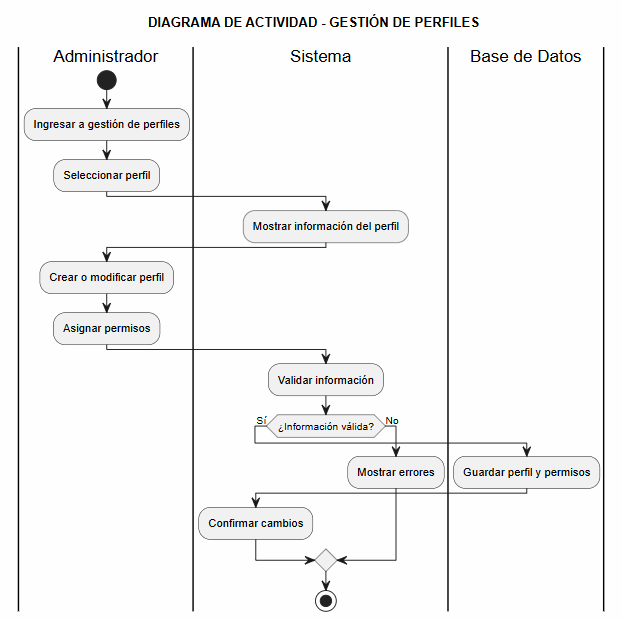 DIAGRAMA DE ACTIVIDAD - GESTIÓN DE PERFILES
Administrador
Sistema
Base de Datos
Ingresar a gestión de perfiles
Seleccionar perfil
Mostrar información del perfil
Crear o modificar perfil
Asignar permisos
Validar información
Sí
¿Información válida?
No
Mostrar errores
Guardar perfil y permisos
Confirmar cambios